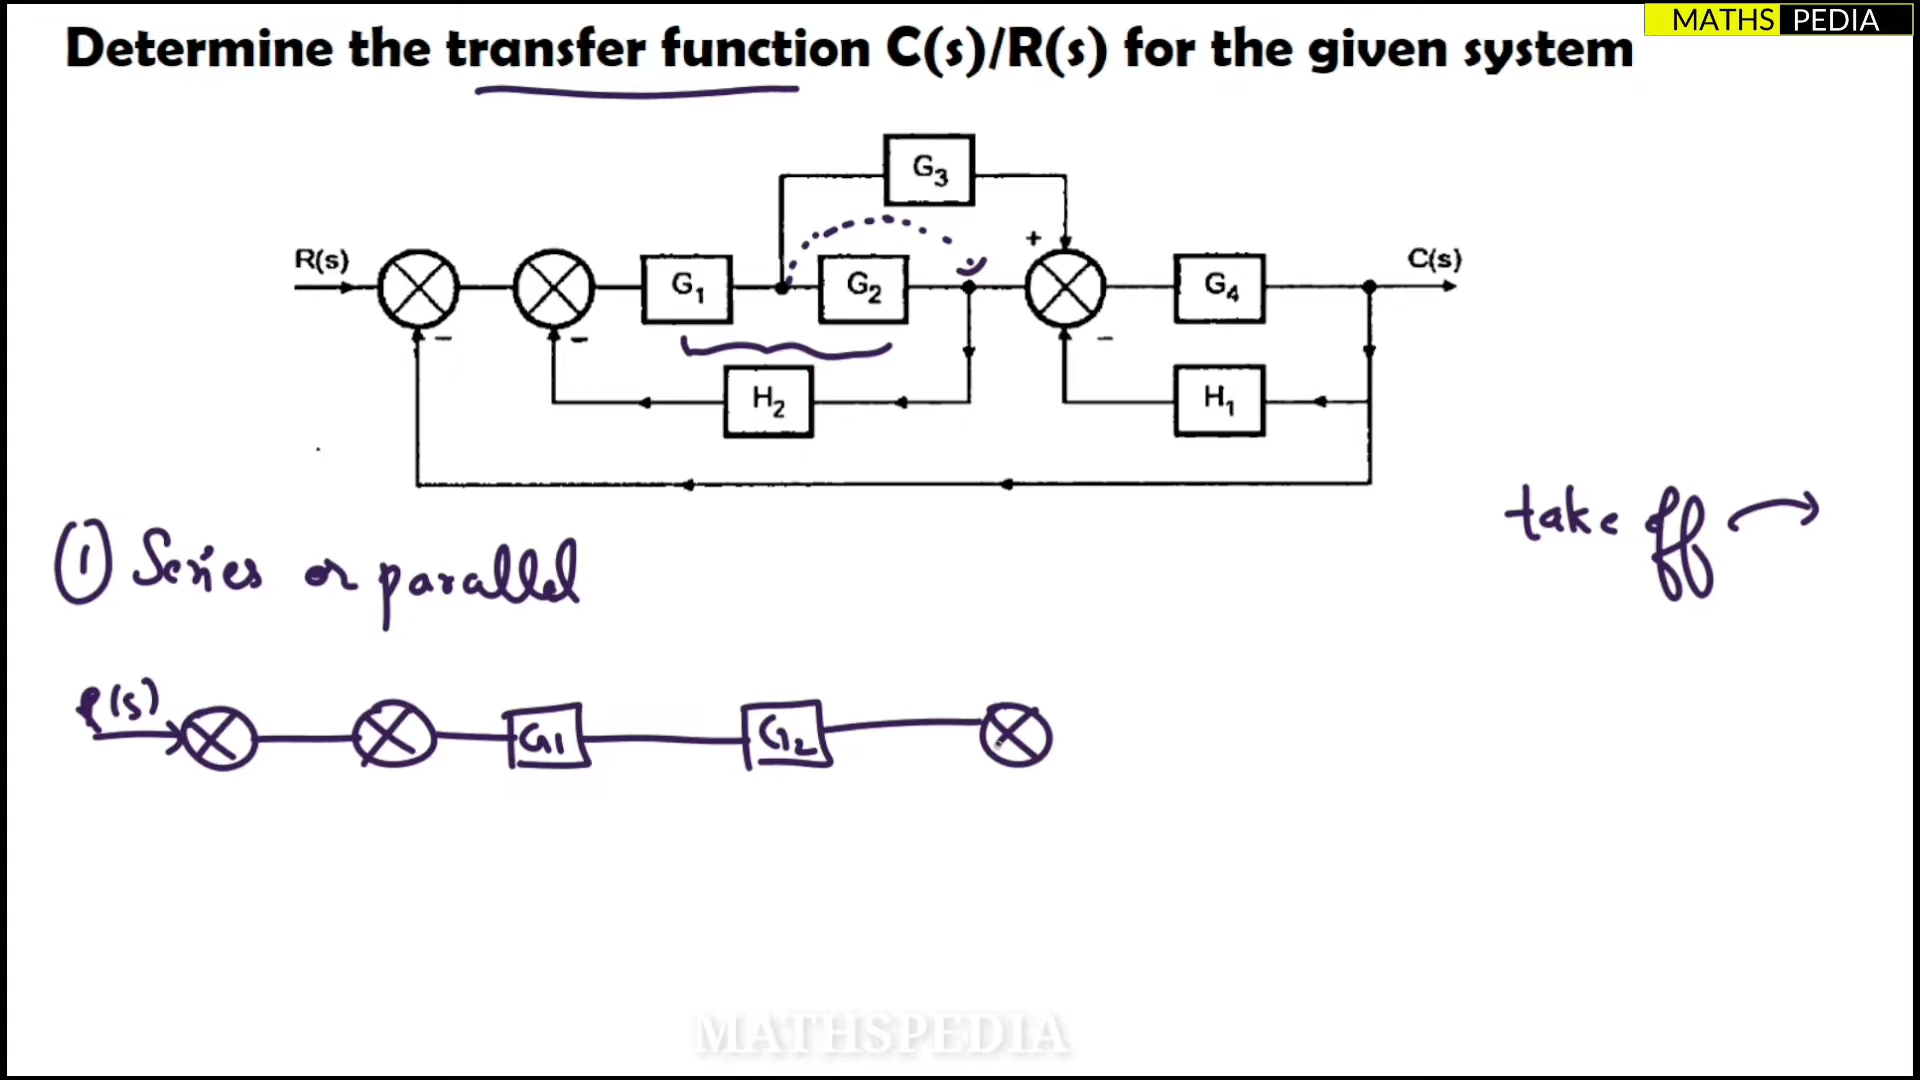 MATHS PEDIA
Determine the transfer function C(s)/R(s) for the given system
G3
+
R(s) G1 G2 G4 C(s)
- - -
H2 H1
take off
① Series or parallel
R(s) G1 G2
MATHSPEDIA